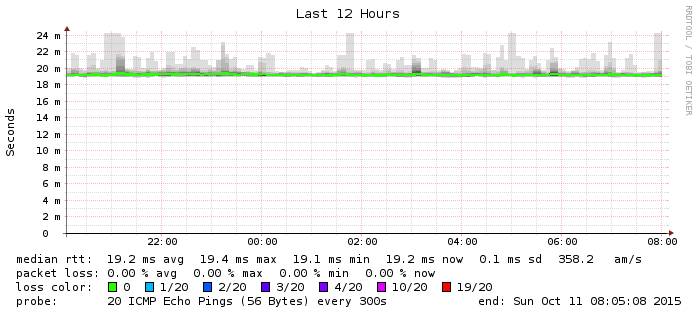 Last 12 Hours
RRDTOOL / TOBI OETIKER
Seconds
24 m
22 m
20 m
18 m
16 m
14 m
12 m
10 m
8 m
6 m
4 m
2 m
0
22:00 00:00 02:00 04:00 06:00 08:00
median rtt: 19.2 ms avg 19.4 ms max 19.1 ms min 19.2 ms now 0.1 ms sd 358.2 am/s
packet loss: 0.00 % avg 0.00 % max 0.00 % min 0.00 % now
loss color: 0 1/20 2/20 3/20 4/20 10/20 19/20
probe: 20 ICMP Echo Pings (56 Bytes) every 300s end: Sun Oct 11 08:05:08 2015